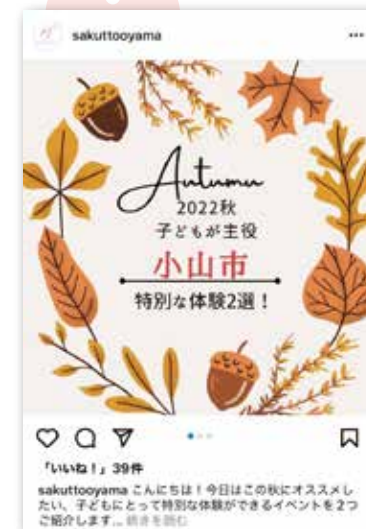 sakuttooyama
Autumn
2022秋
子どもが主役
小山市
特別な体験2選！
「いいね！」39件
sakuttooyama こんにちは！今日はこの秋にオススメし
たい、子どもにとって特別な体験ができるイベントを2つ
ご紹介します... 続きを読む